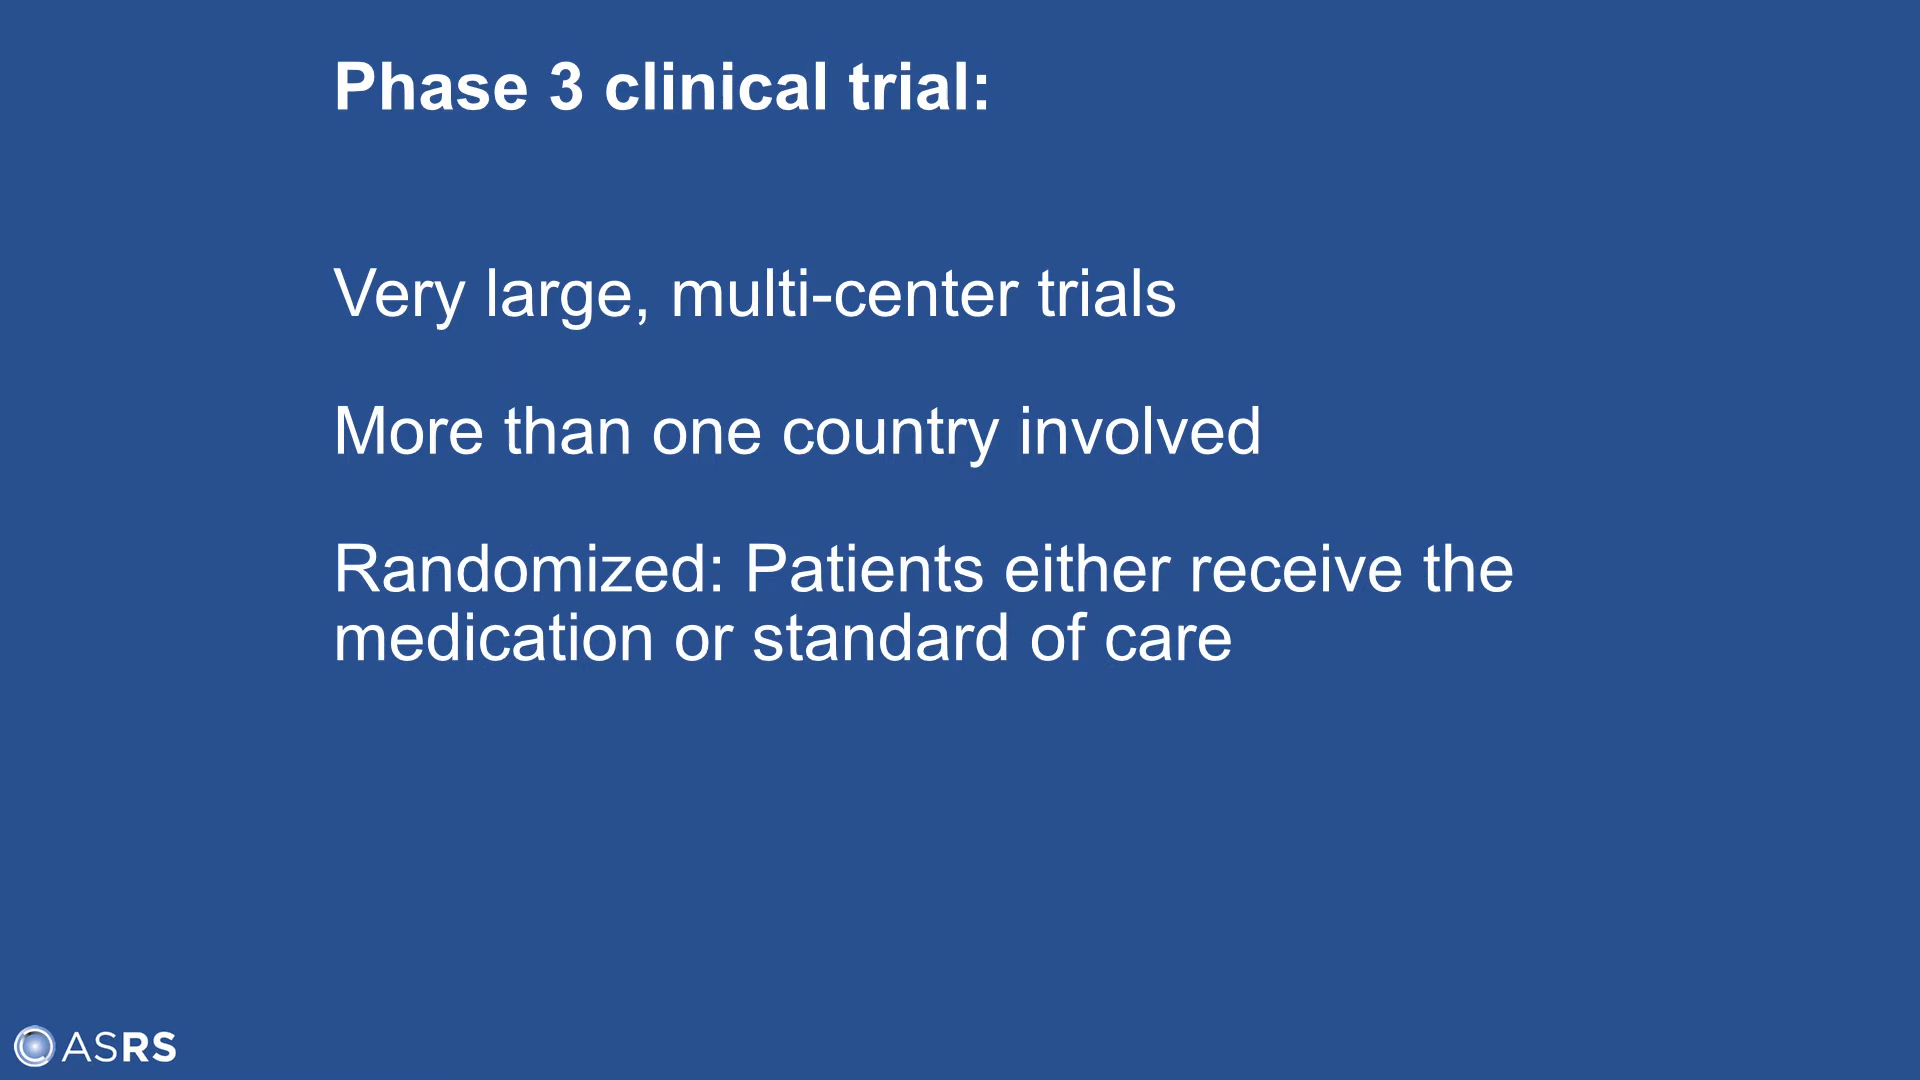 Phase 3 clinical trial:
Very large, multi-center trials
More than one country involved
Randomized: Patients either receive the
medication or standard of care
ASRS